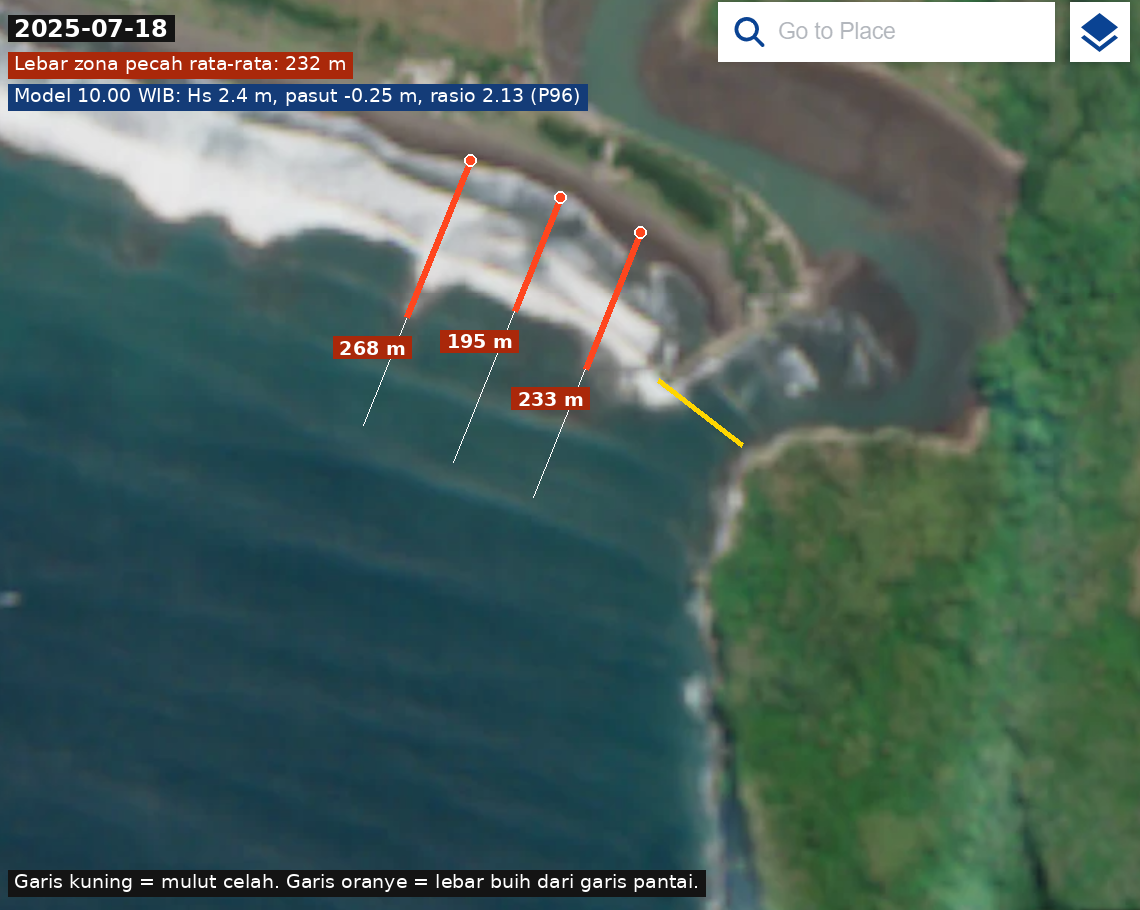 2025-07-18
Go to Place
Lebar zona pecah rata-rata: 232 m
Model 10.00 WIB: Hs 2.4 m, pasut -0.25 m, rasio 2.13 (P96)
268 m
195 m
233 m
Garis kuning = mulut celah. Garis oranye = lebar buih dari garis pantai.